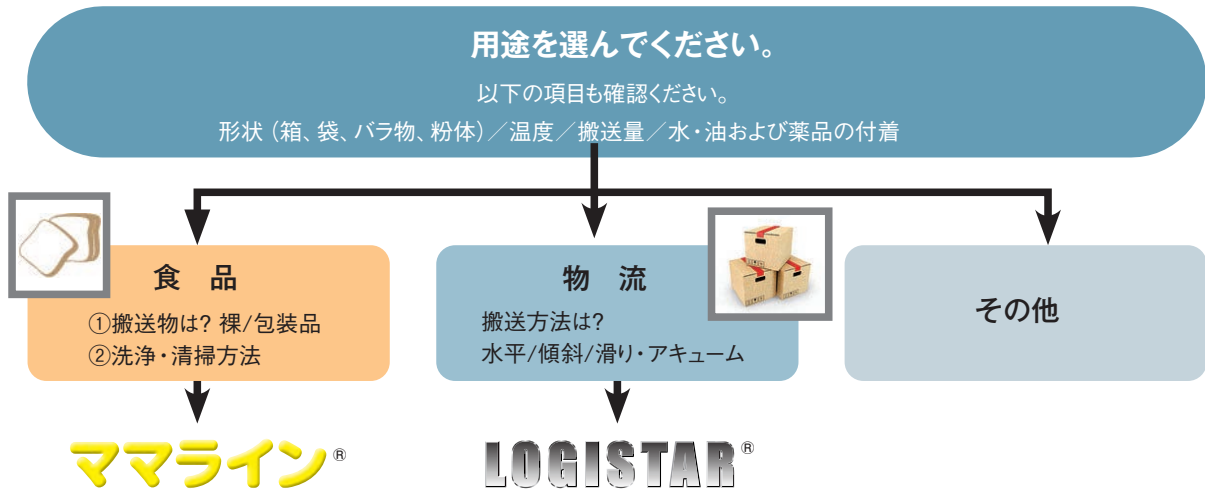 用途を選んでください。
以下の項目も確認ください。
形状（箱、袋、バラ物、粉体）／温度／搬送量／水・油および薬品の付着
食　品
①搬送物は？ 裸/包装品
②洗浄・清掃方法
物　流
搬送方法は？
水平/傾斜/滑り・アキューム
その他
ママライン®
LOGISTAR®